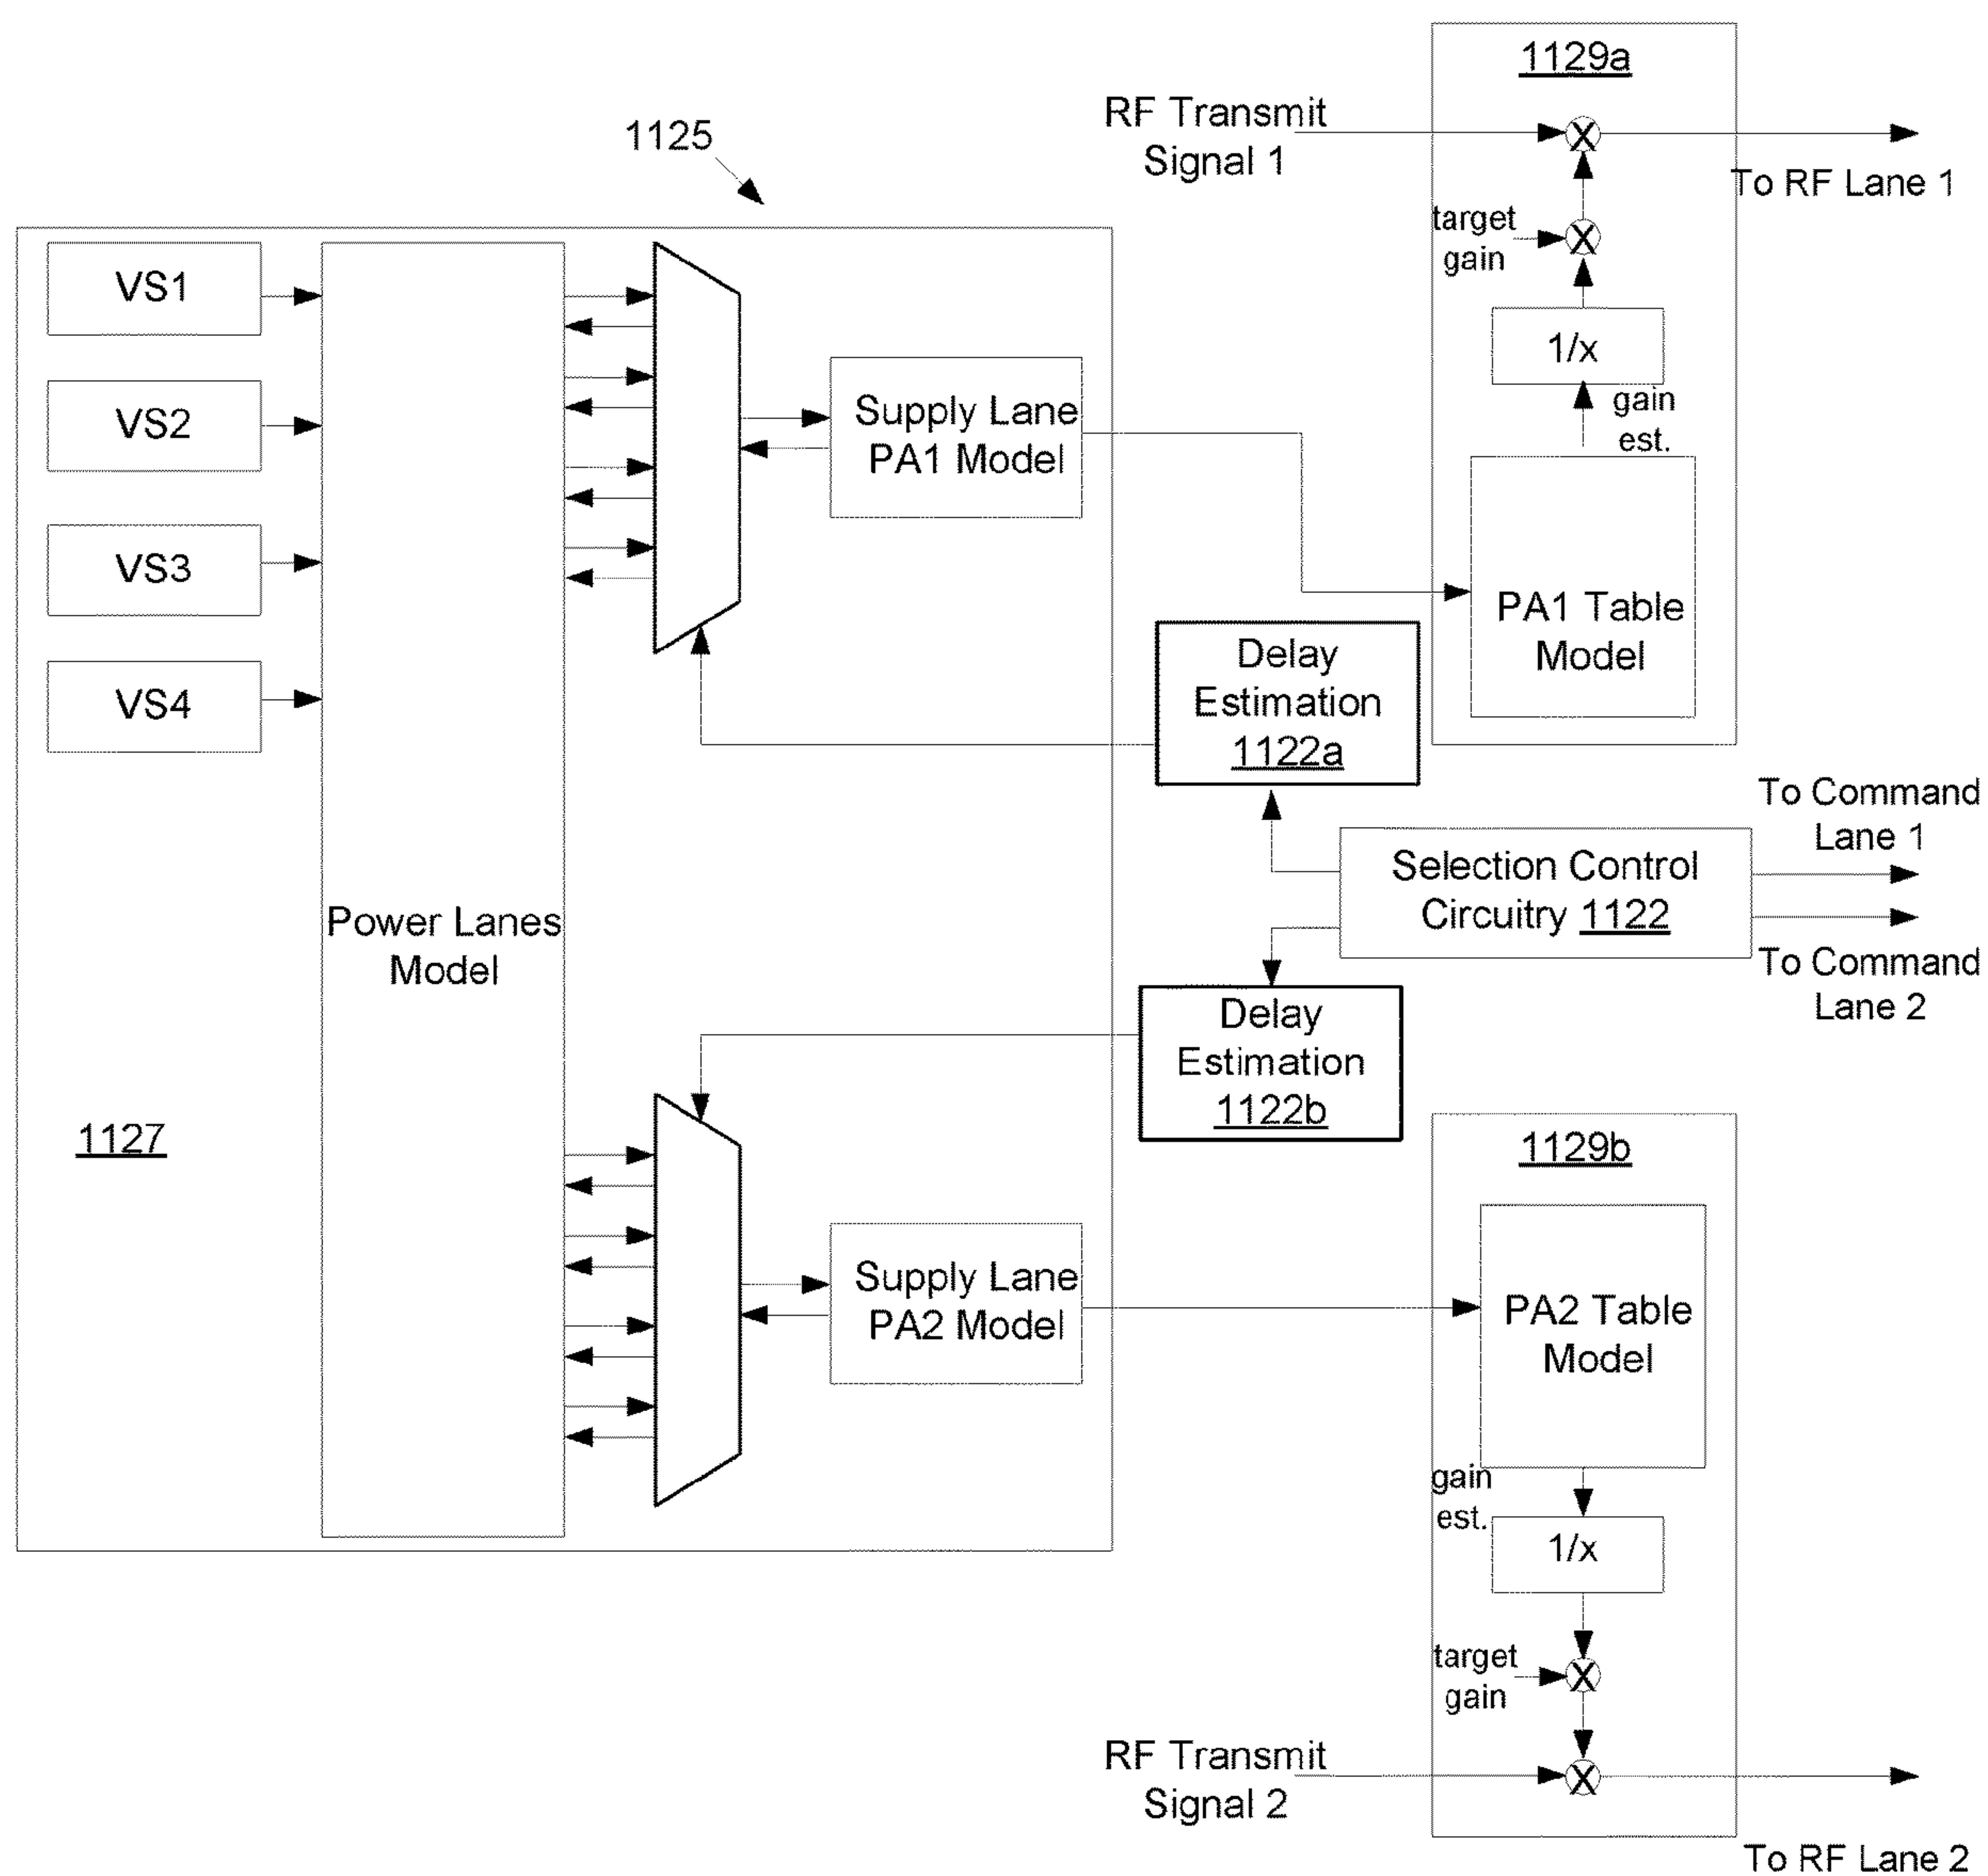 1129a
RF Transmit
Signal 1
To RF Lane 1
1125
target
gain
1/x
gain
est.
VS1
VS2
VS3
VS4
Supply Lane
PA1 Model
PA1 Table
Model
Delay
Estimation
1122a
To Command
Lane 1
Selection Control
Circuitry 1122
To Command
Lane 2
Power Lanes
Model
Delay
Estimation
1122b
1127
1129b
Supply Lane
PA2 Model
PA2 Table
Model
gain
est.
1/x
target
gain
RF Transmit
Signal 2
To RF Lane 2
X
X
X
X